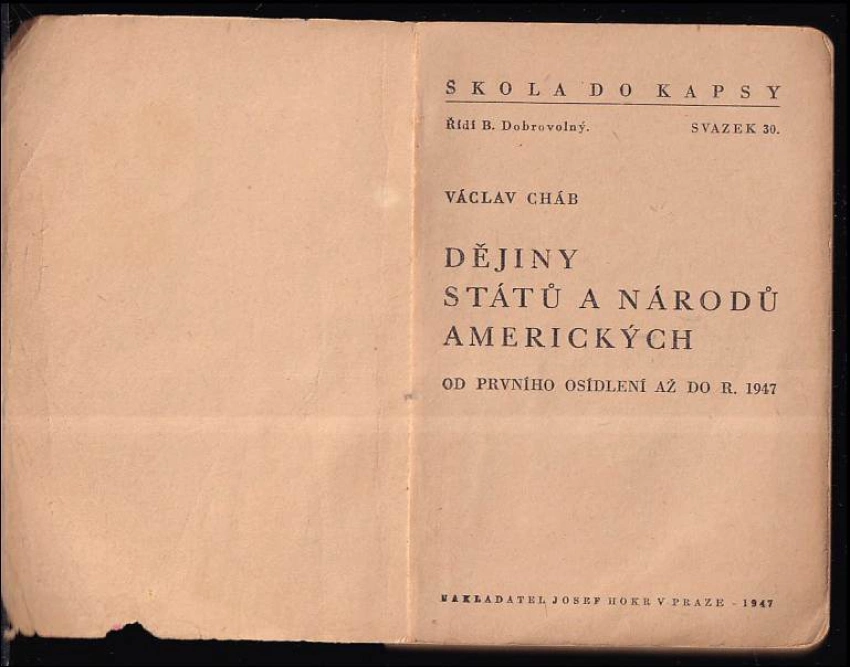 ŠKOLA DO KAPSY
Řídí B. Dobrovolný. SVAZEK 30.
VÁCLAV CHÁB
DĚJINY
STÁTŮ A NÁRODŮ
AMERICKÝCH
OD PRVNÍHO OSÍDLENÍ AŽ DO R. 1947
NAKLADATEL JOSEF HOKR V PRAZE - 1947